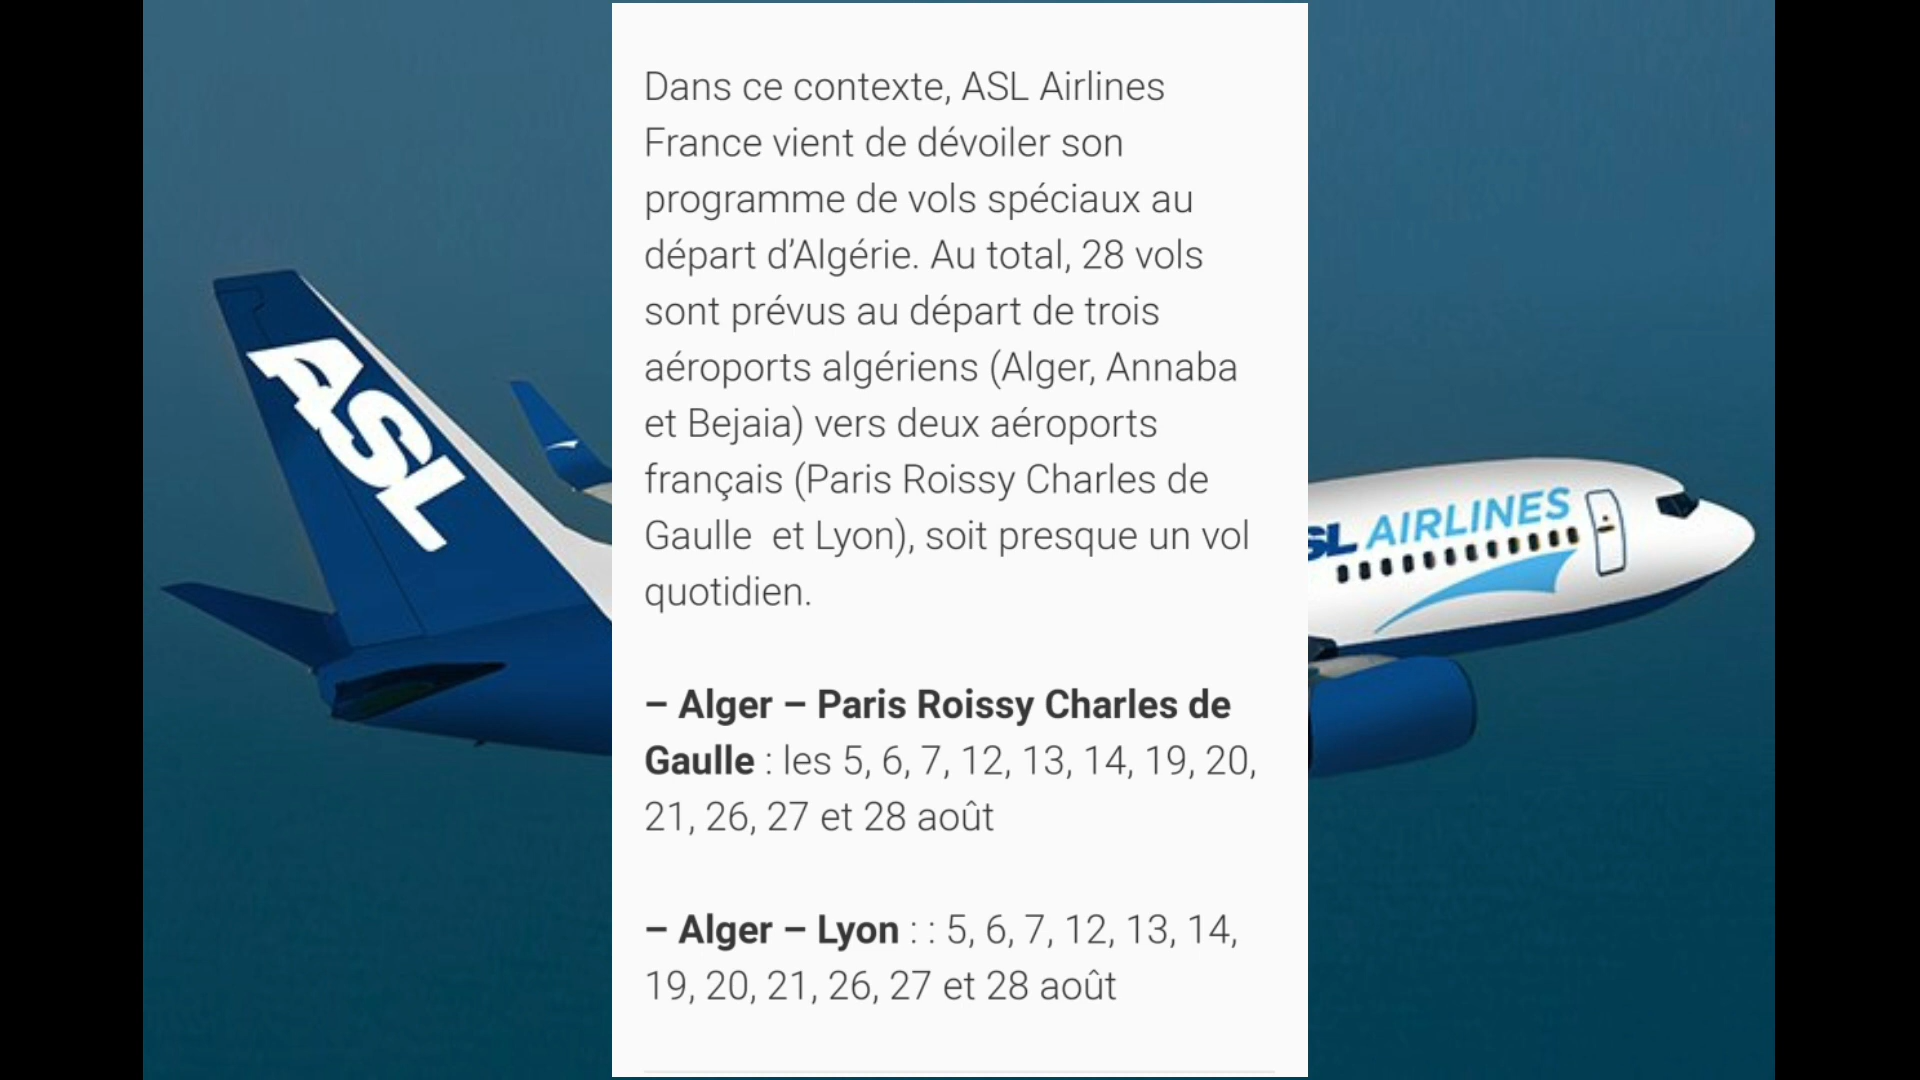 Dans ce contexte, ASL Airlines
France vient de dévoiler son
programme de vols spéciaux au
départ d’Algérie. Au total, 28 vols
sont prévus au départ de trois
aéroports algériens (Alger, Annaba
et Bejaia) vers deux aéroports
français (Paris Roissy Charles de
Gaulle  et Lyon), soit presque un vol
quotidien.
– Alger – Paris Roissy Charles de
Gaulle : les 5, 6, 7, 12, 13, 14, 19, 20,
21, 26, 27 et 28 août
– Alger – Lyon : : 5, 6, 7, 12, 13, 14,
19, 20, 21, 26, 27 et 28 août
ASL
SL AIRLINES